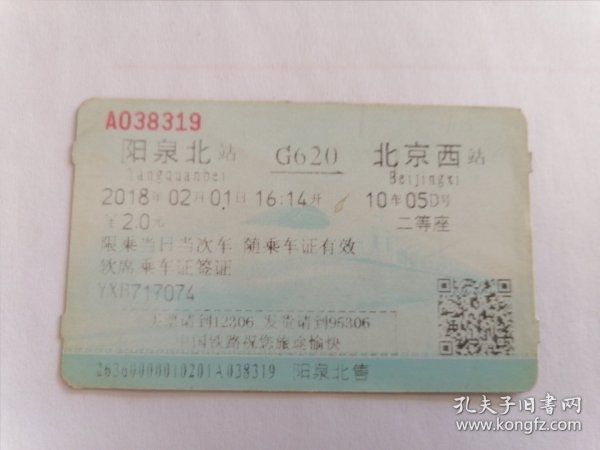 A038319
阳泉北 站 G620 北京西 站
Yangquanbei Beijingxi
2018年02月01日 16:14开 10车05D号
￥2.0元 二等座
限乘当日当次车 随乘车证有效
软席乘车证签证
YXB717074
买票请到12306 发货请到95306
中国铁路祝您旅途愉快
26360000010201A038319 阳泉北售
孔夫子旧书网
www.kongfz.com